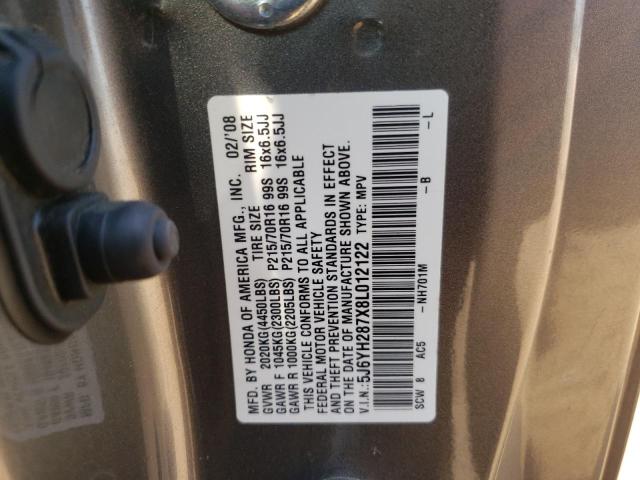 MFD. BY HONDA OF AMERICA MFG., INC. 02/'08
TIRE SIZE RIM SIZE
GVWR 2020KG(4450LBS)
GAWR F 1045KG(2300LBS) P215/70R16 99S 16x6.5JJ
GAWR R 1000KG(2205LBS) P215/70R16 99S 16x6.5JJ
THIS VEHICLE CONFORMS TO ALL APPLICABLE
FEDERAL MOTOR VEHICLE SAFETY
AND THEFT PREVENTION STANDARDS IN EFFECT
ON THE DATE OF MANUFACTURE SHOWN ABOVE.
V.I.N.:5J6YH287X8L012122 TYPE: MPV
SCW 8 AC5 -NH701M -B -L